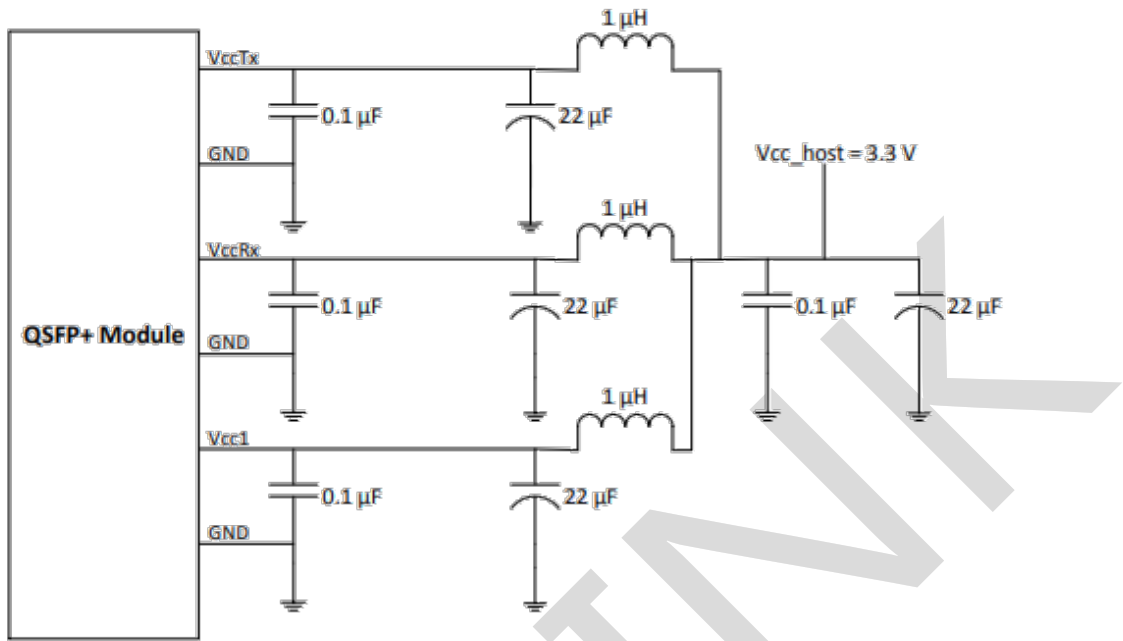 1 µH
VccTx
0.1 µF
22 µF
GND
Vcc_host = 3.3 V
1 µH
VccRx
0.1 µF
22 µF
0.1 µF
22 µF
QSFP+ Module
GND
1 µH
Vcc1
0.1 µF
22 µF
GND
INK